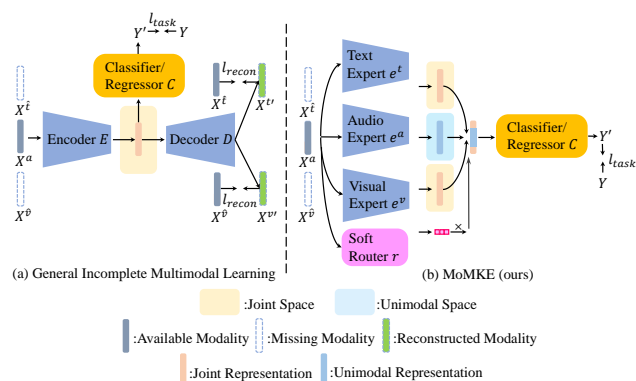 Y' l_task Y
Classifier/
Regressor C
l_recon
X^t̂ X^t'
X^t̂
X^a
X^v̂
Encoder E
Decoder D
l_recon
X^v̂ X^v'
(a) General Incomplete Multimodal Learning
Text
Expert e^t
X^t̂
Audio
Expert e^a
X^a
Visual
Expert e^v
X^v̂
Soft
Router r
×
Classifier/
Regressor C
Y'
l_task
Y
(b) MoMKE (ours)
:Joint Space :Unimodal Space
:Available Modality :Missing Modality :Reconstructed Modality
:Joint Representation :Unimodal Representation